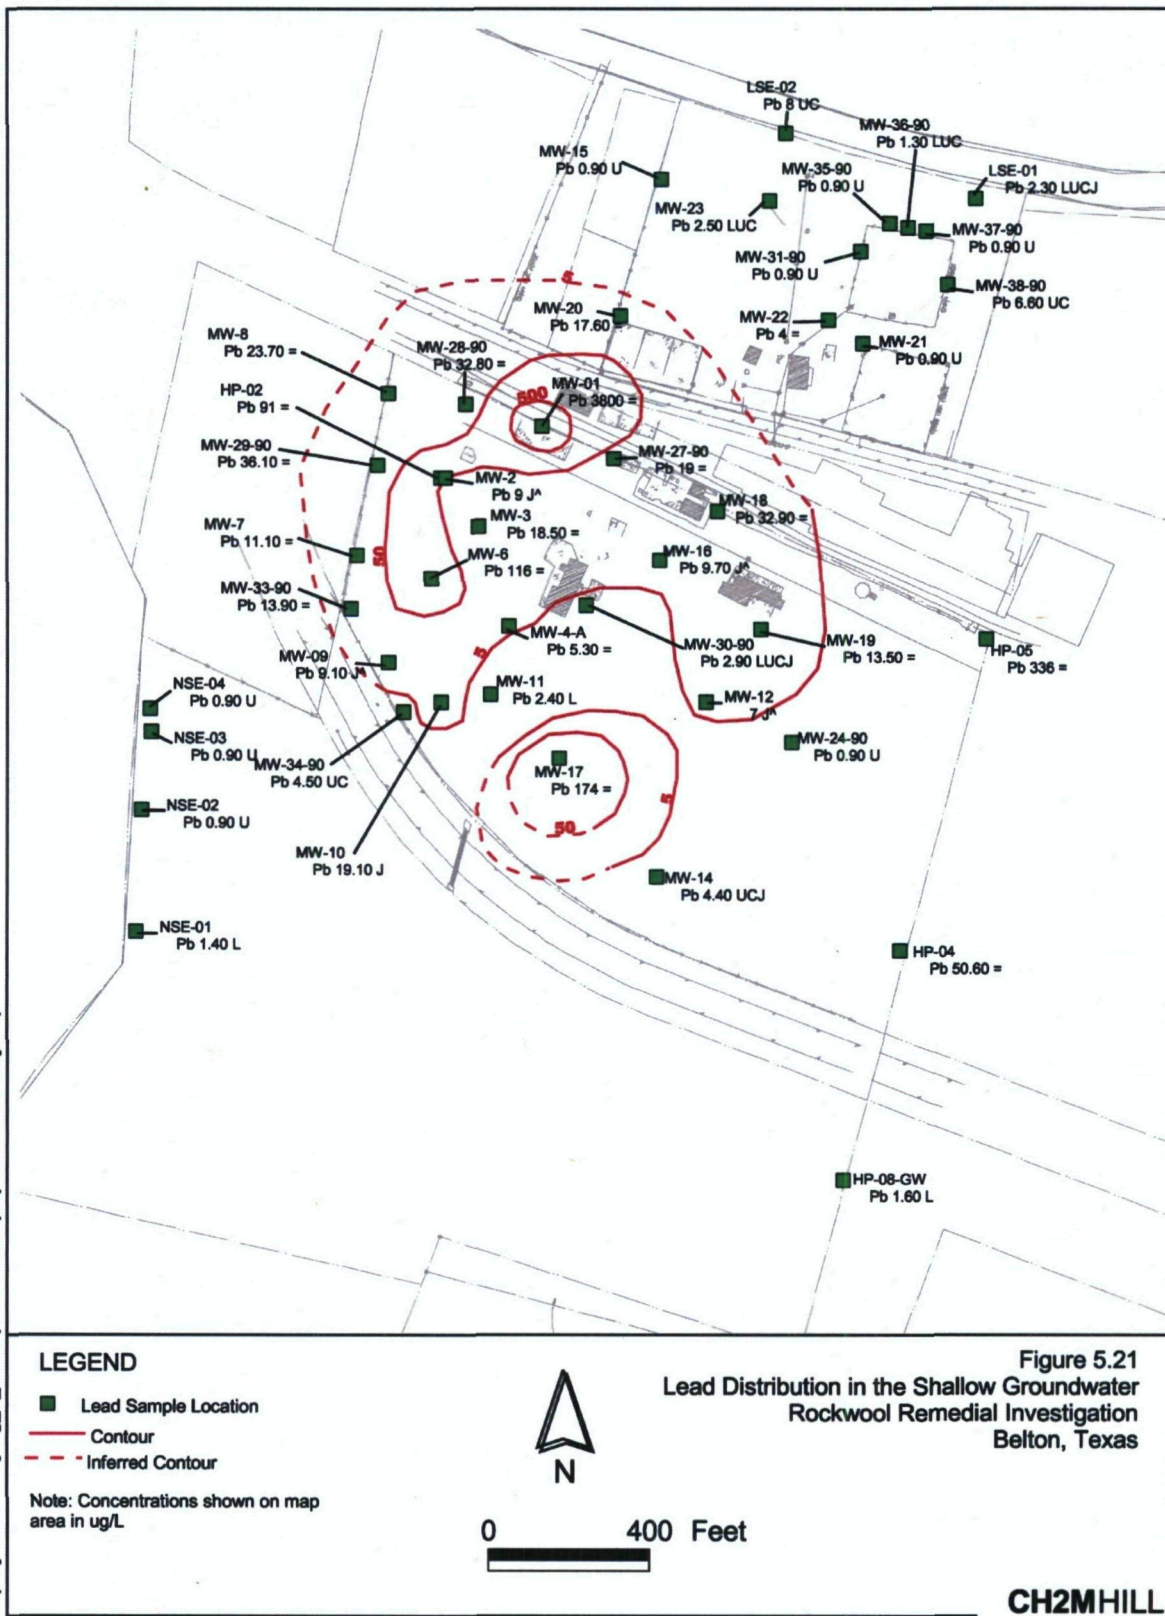 LSE-02
Pb 8 UC
MW-36-90
Pb 1.30 LUC
MW-15
Pb 0.90 U
MW-35-90
Pb 0.90 U
LSE-01
Pb 2.30 LUCJ
MW-23
Pb 2.50 LUC
MW-37-90
Pb 0.90 U
MW-31-90
Pb 0.90 U
MW-38-90
Pb 6.60 UC
5
MW-20
Pb 17.60 =
MW-22
Pb 4 =
MW-21
Pb 0.90 U
MW-8
Pb 23.70 =
MW-28-90
Pb 32.80 =
HP-02
Pb 91 =
500
MW-01
Pb 3800 =
MW-29-90
Pb 36.10 =
MW-27-90
Pb 19 =
MW-2
Pb 9 J^
MW-18
Pb 32.90 =
MW-3
Pb 18.50 =
MW-7
Pb 11.10 =
50
MW-6
Pb 116 =
MW-16
Pb 9.70 J^
MW-33-90
Pb 13.90 =
MW-4-A
Pb 5.30 =
MW-30-90
Pb 2.90 LUCJ
MW-19
Pb 13.50 =
HP-05
Pb 336 =
5
MW-09
Pb 9.10 J^
MW-11
Pb 2.40 L
MW-12
7 J^
NSE-04
Pb 0.90 U
NSE-03
Pb 0.90 U
MW-24-90
Pb 0.90 U
MW-34-90
Pb 4.50 UC
MW-17
Pb 174 =
5
50
NSE-02
Pb 0.90 U
MW-10
Pb 19.10 J
MW-14
Pb 4.40 UCJ
NSE-01
Pb 1.40 L
HP-04
Pb 50.60 =
HP-08-GW
Pb 1.60 L
LEGEND
Lead Sample Location
Contour
Inferred Contour
Note: Concentrations shown on map
area in ug/L
N
0 400 Feet
Figure 5.21
Lead Distribution in the Shallow Groundwater
Rockwool Remedial Investigation
Belton, Texas
CH2MHILL